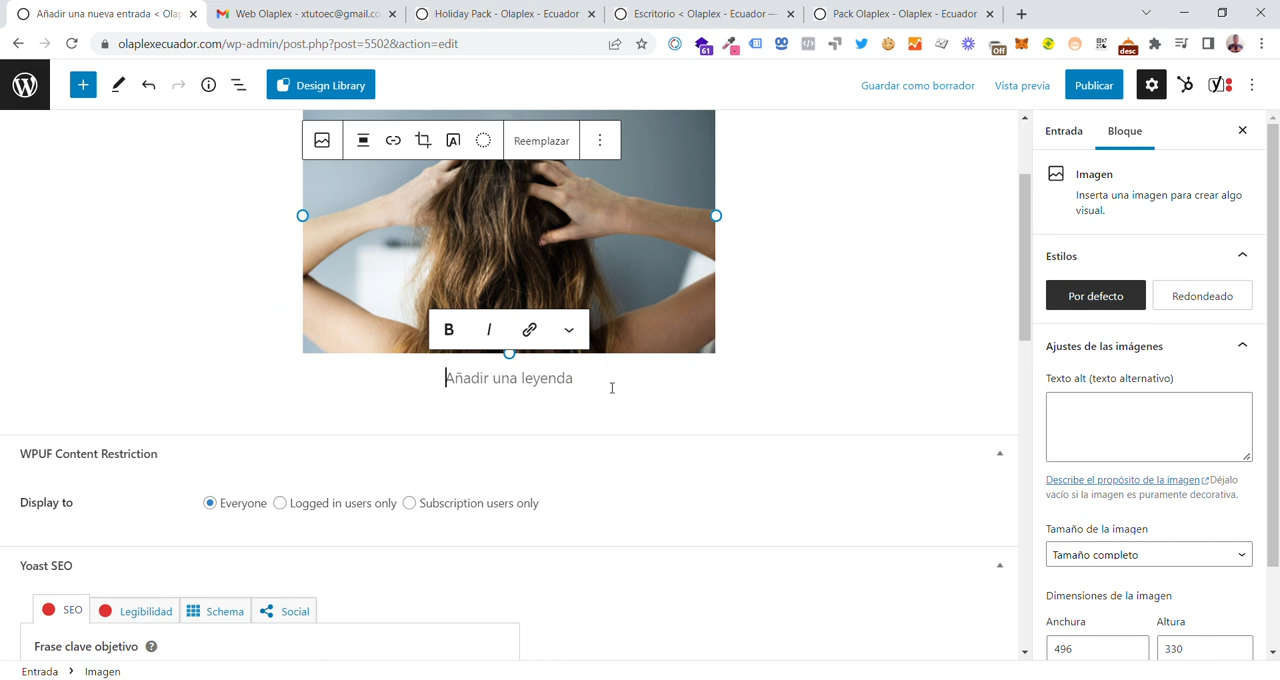 Añadir una nueva entrada < Olap
Web Olaplex - xtutoec@gmail.co
Holiday Pack - Olaplex - Ecuador
Escritorio < Olaplex - Ecuador —
Pack Olaplex - Olaplex - Ecuador
olaplexecuador.com/wp-admin/post.php?post=5502&action=edit
61
Off
desc
Design Library
Guardar como borrador
Vista previa
Publicar
Entrada
Bloque
Reemplazar
Imagen
Inserta una imagen para crear algo
visual.
Estilos
Por defecto
Redondeado
B I
Ajustes de las imágenes
Añadir una leyenda
Texto alt (texto alternativo)
Describe el propósito de la imagen Déjalo
vacío si la imagen es puramente decorativa.
WPUF Content Restriction
Display to
Everyone
Logged in users only
Subscription users only
Tamaño de la imagen
Tamaño completo
Yoast SEO
Dimensiones de la imagen
SEO
Legibilidad
Schema
Social
Anchura
Altura
Frase clave objetivo
496
330
Entrada > Imagen